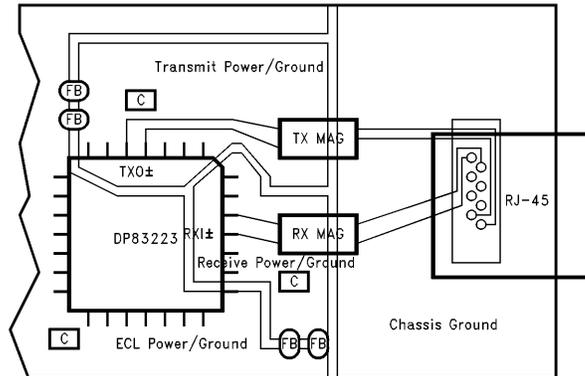 Transmit Power/Ground
FB
C
FB
TX MAG
TXO±
RJ-45
DP83223
RXI±
RX MAG
Receive Power/Ground
C
Chassis Ground
C
ECL Power/Ground
FB
FB